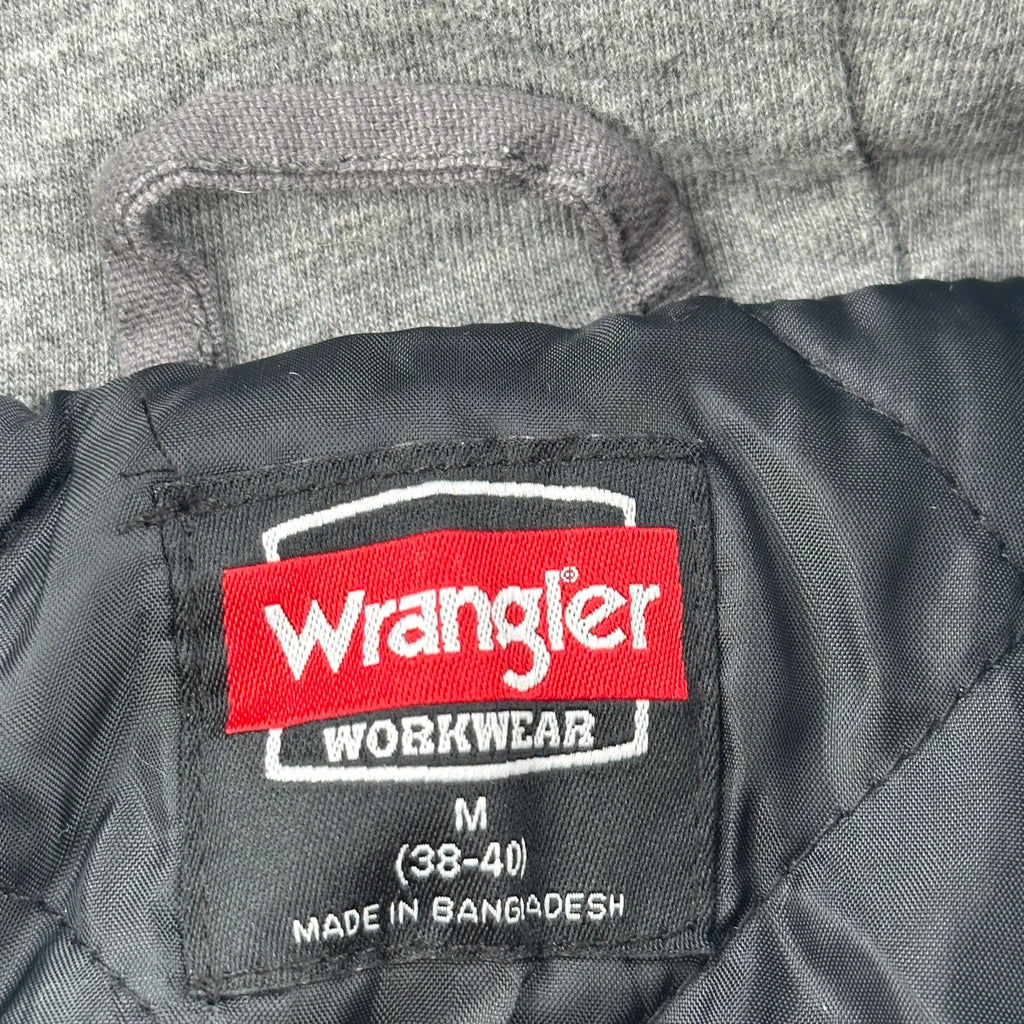 Wrangler®
WORKWEAR
M
(38-40)
MADE IN BANGLADESH